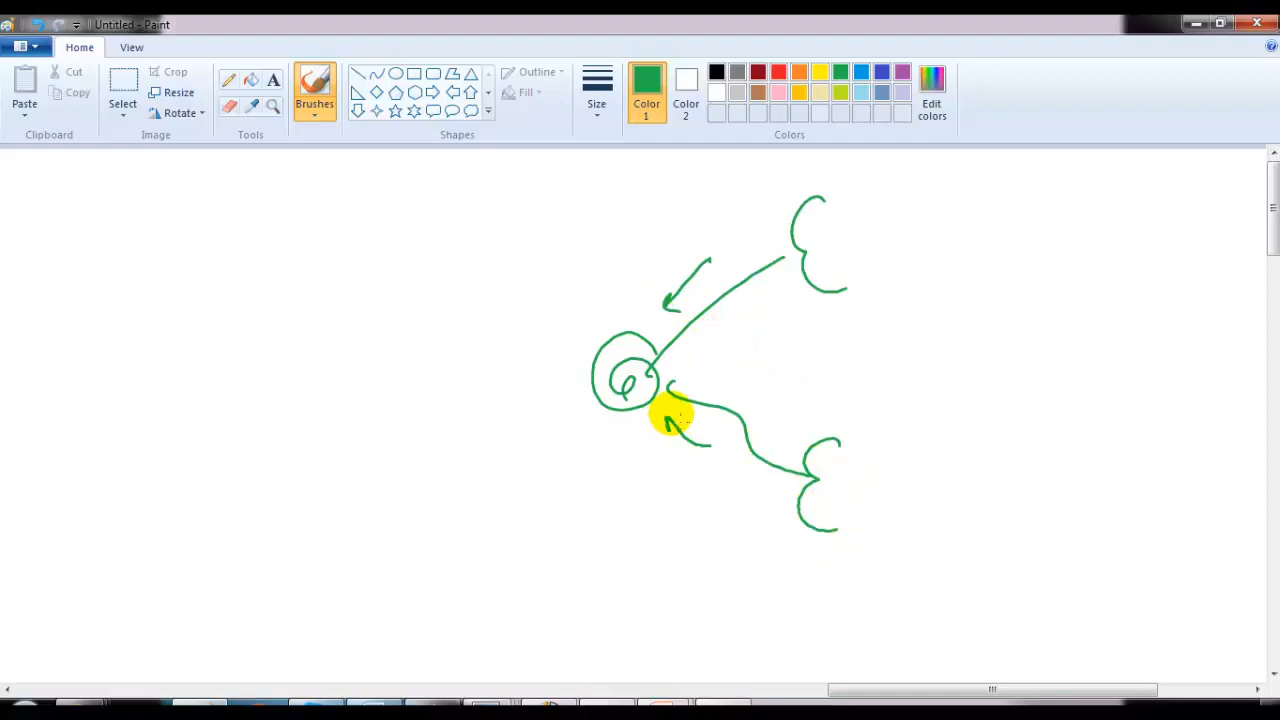 Untitled - Paint
Home View
Paste
Cut
Copy
Clipboard
Select
Crop
Resize
Rotate
Image
A
Tools
Brushes
Outline
Fill
Shapes
Size
Color 1
Color 2
Edit colors
Colors